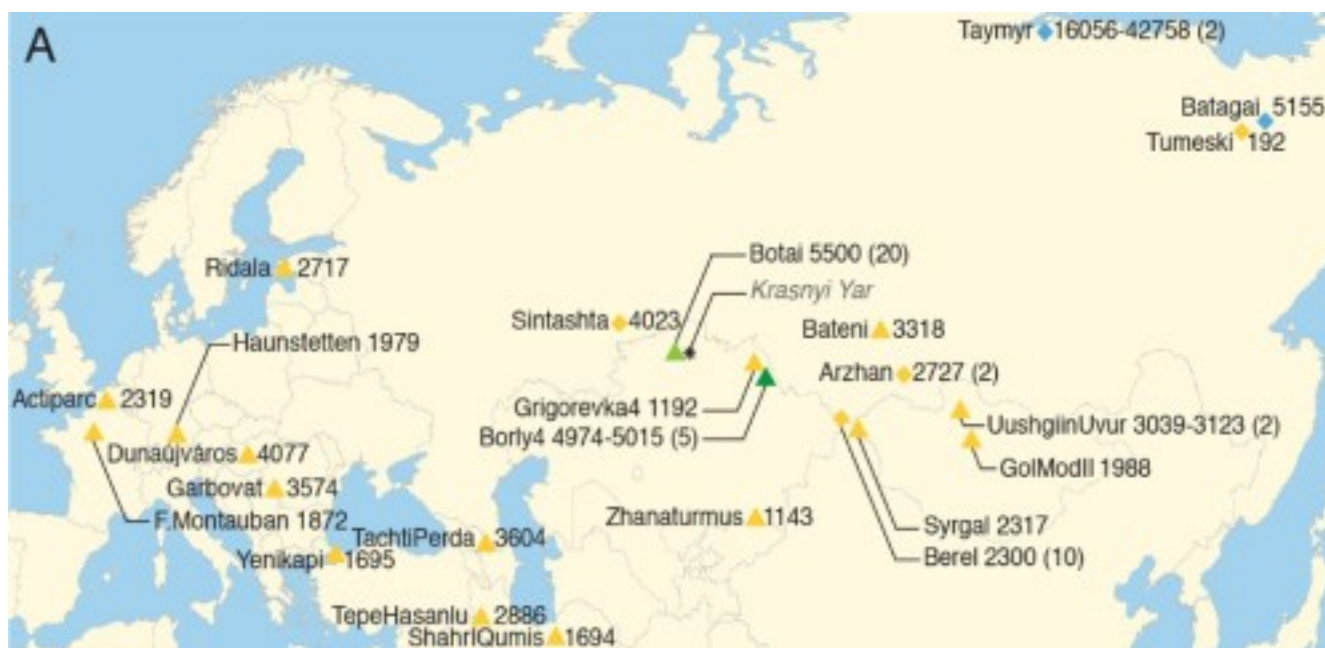 A
Taymyr 16056-42758 (2)
Batagai 5155
Tumeski 192
Botai 5500 (20)
Ridala 2717
Krasnyi Yar
Sintashta 4023
Bateni 3318
Haunstetten 1979
Arzhan 2727 (2)
Actiparc 2319
Grigorevka4 1192
UushgiinUvur 3039-3123 (2)
Borly4 4974-5015 (5)
Dunaújváros 4077
GolModII 1988
Garbovat 3574
F.Montauban 1872
Zhanaturmus 1143
Syrgal 2317
TachtiPerda 3604
Yenikapi 1695
Berel 2300 (10)
TepeHasanlu 2886
ShahrIQumis 1694